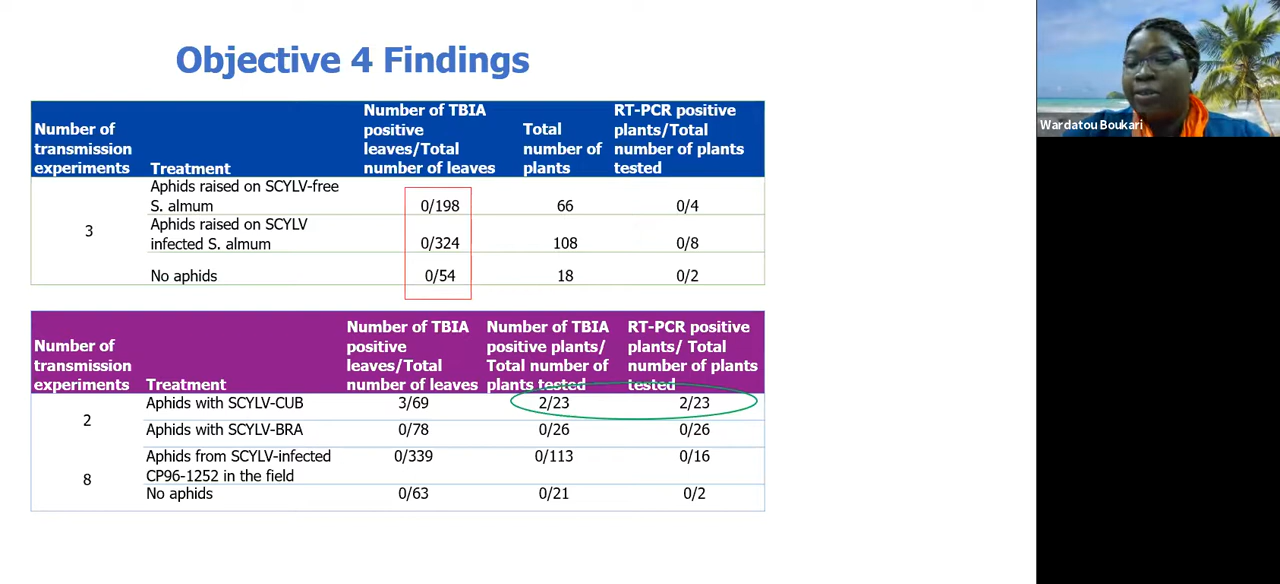 Objective 4 Findings
Number of transmission experiments
Treatment
Number of TBIA positive leaves/Total number of leaves
Total number of plants
RT-PCR positive plants/Total number of plants tested
3
Aphids raised on SCYLV-free S. almum
0/198
66
0/4
Aphids raised on SCYLV infected S. almum
0/324
108
0/8
No aphids
0/54
18
0/2
Number of transmission experiments
Treatment
Number of TBIA positive leaves/Total number of leaves
Number of TBIA positive plants/ Total number of plants tested
RT-PCR positive plants/ Total number of plants tested
2
Aphids with SCYLV-CUB
3/69
2/23
2/23
Aphids with SCYLV-BRA
0/78
0/26
0/26
8
Aphids from SCYLV-infected CP96-1252 in the field
0/339
0/113
0/16
No aphids
0/63
0/21
0/2
Wardatou Boukari